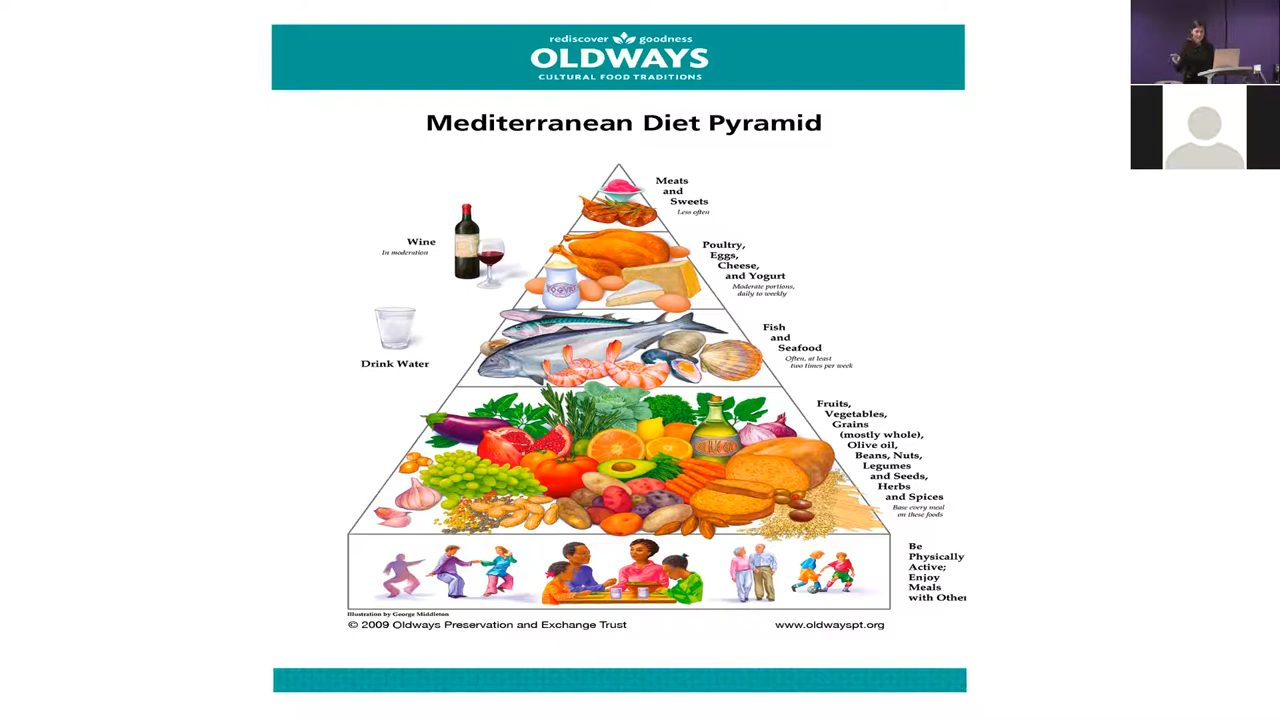 rediscover goodness
OLDWAYS
CULTURAL FOOD TRADITIONS
Mediterranean Diet Pyramid
Meats
and
Sweets
Less often
Wine
In moderation
Poultry,
Eggs,
Cheese,
and Yogurt
Moderate portions,
daily to weekly
YOGURT
Drink Water
Fish
and
Seafood
Often, at least
two times per week
Fruits,
Vegetables,
Grains
(mostly whole),
Olive oil,
Beans, Nuts,
Legumes
and Seeds,
Herbs
and Spices
Base every meal
on these foods
Be
Physically
Active;
Enjoy
Meals
with Other
Illustration by George Middleton
© 2009 Oldways Preservation and Exchange Trust
www.oldwayspt.org